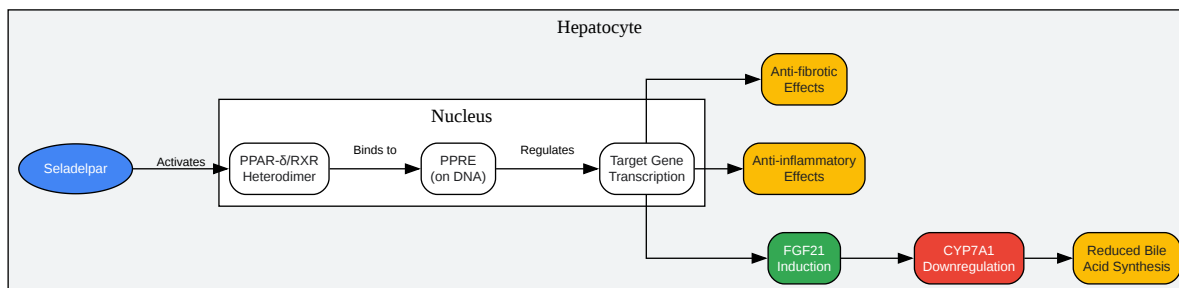 Hepatocyte
Nucleus
Seladelpar
Activates
PPAR-δ/RXR
Heterodimer
Binds to
PPRE
(on DNA)
Regulates
Target Gene
Transcription
Anti-fibrotic
Effects
Anti-inflammatory
Effects
FGF21
Induction
CYP7A1
Downregulation
Reduced Bile
Acid Synthesis